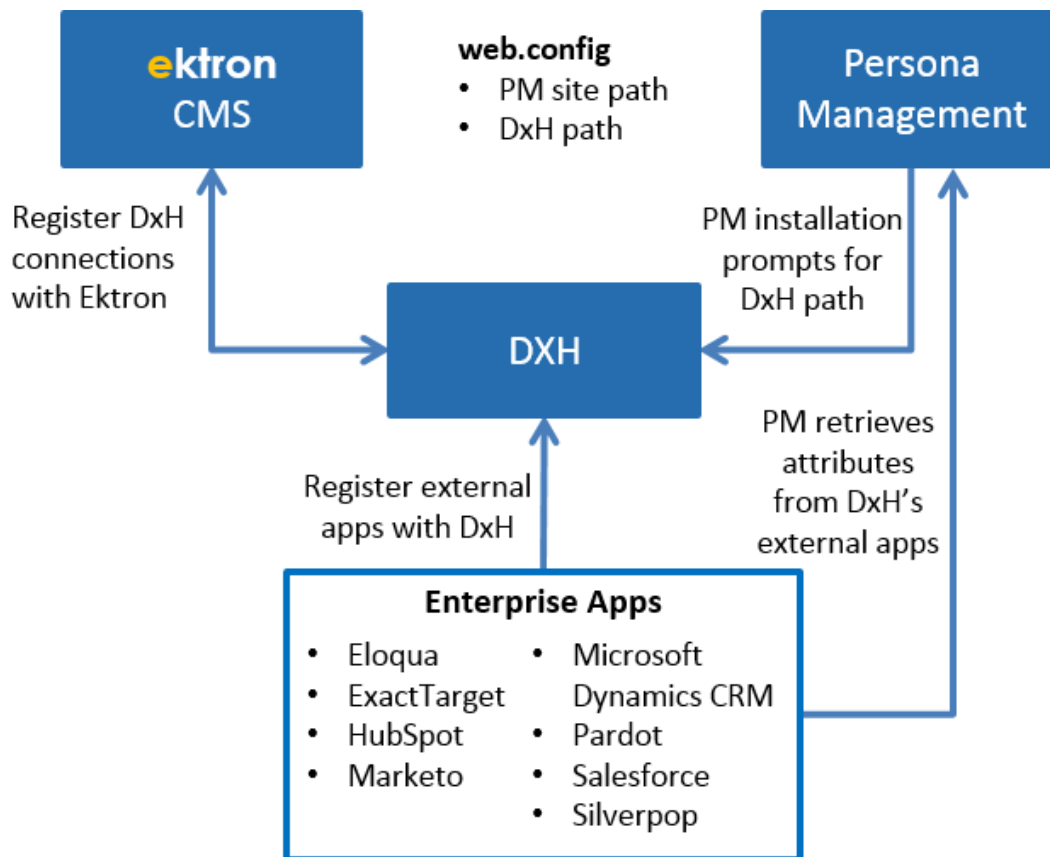 ektron
CMS
web.config
• PM site path
• DxH path
Persona
Management
Register DxH
connections
with Ektron
PM installation
prompts for
DxH path
DXH
PM retrieves
attributes
from DxH’s
external apps
Register external
apps with DxH
Enterprise Apps
• Eloqua
• ExactTarget
• HubSpot
• Marketo
• Microsoft
Dynamics CRM
• Pardot
• Salesforce
• Silverpop